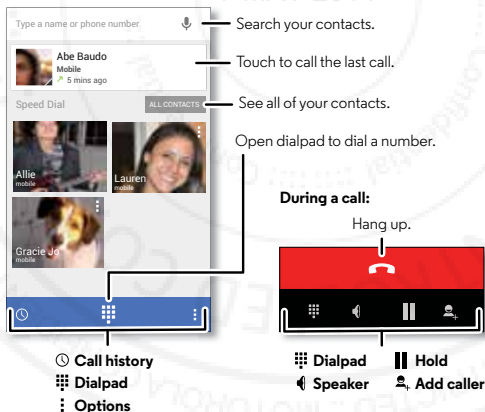 Type a name or phone number
Search your contacts.
Abe Baudo
Mobile
5 mins ago
Touch to call the last call.
Speed Dial
ALL CONTACTS
See all of your contacts.
Open dialpad to dial a number.
Allie
mobile
Lauren
mobile
Gracie Jo
mobile
During a call:
Hang up.
Call history
Dialpad
Options
Dialpad
Hold
Speaker
Add caller